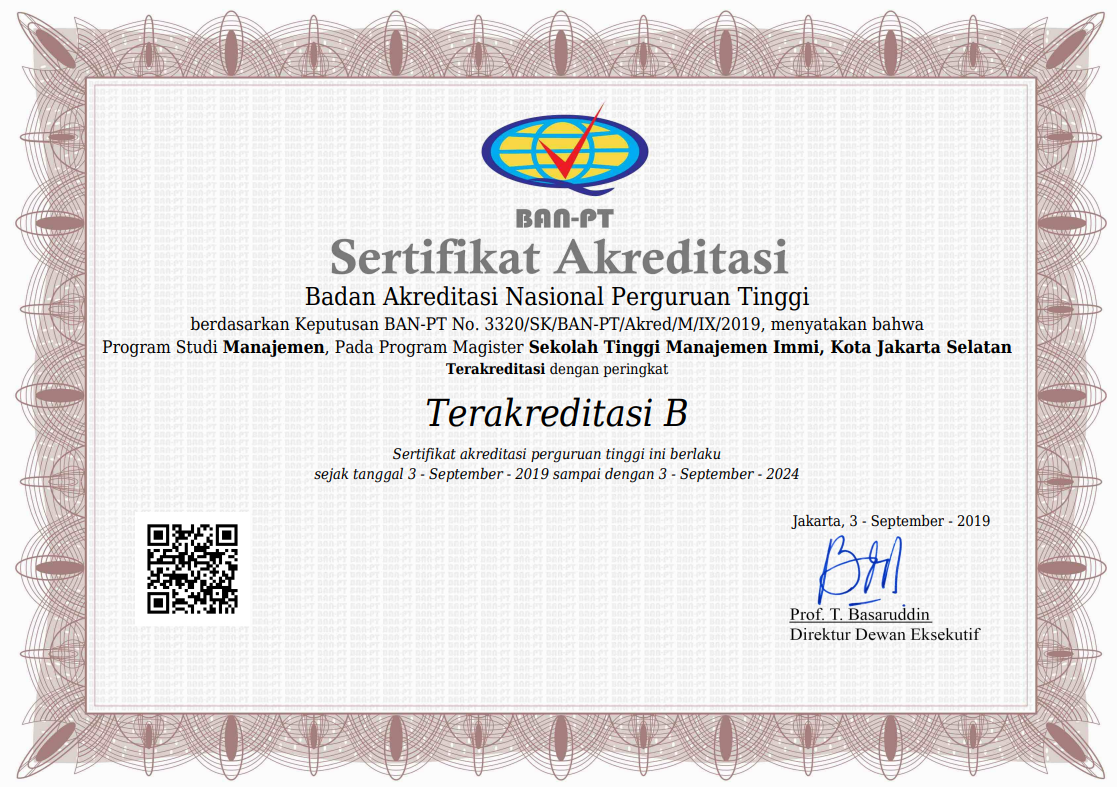 BAN-PT
Sertifikat Akreditasi
Badan Akreditasi Nasional Perguruan Tinggi
berdasarkan Keputusan BAN-PT No. 3320/SK/BAN-PT/Akred/M/IX/2019, menyatakan bahwa
Program Studi Manajemen, Pada Program Magister Sekolah Tinggi Manajemen Immi, Kota Jakarta Selatan
Terakreditasi dengan peringkat
Terakreditasi B
Sertifikat akreditasi perguruan tinggi ini berlaku
sejak tanggal 3 - September - 2019 sampai dengan 3 - September - 2024
Jakarta, 3 - September - 2019
Prof. T. Basaruddin
Direktur Dewan Eksekutif